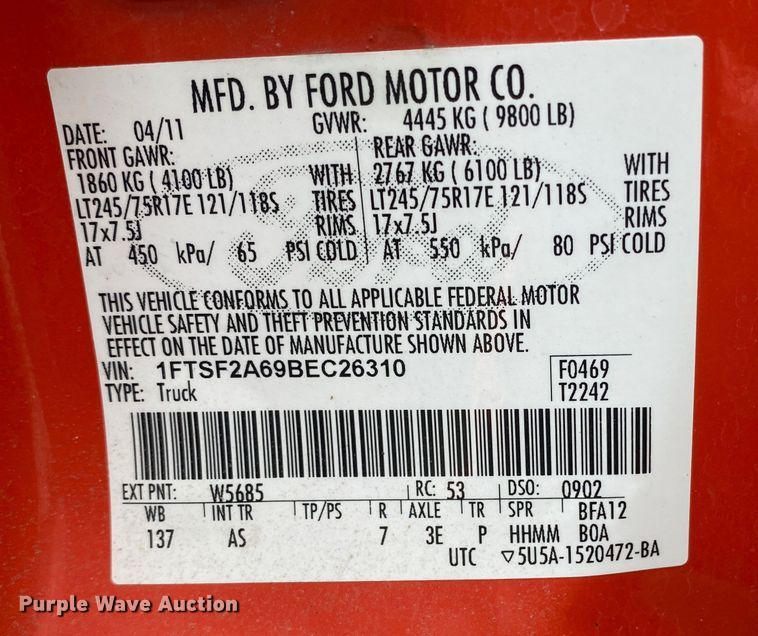 MFD. BY FORD MOTOR CO.
DATE: 04/11 GVWR: 4445 KG ( 9800 LB)
FRONT GAWR: REAR GAWR:
1860 KG ( 4100 LB) WITH 2767 KG ( 6100 LB) WITH
LT245/75R17E 121/118S TIRES LT245/75R17E 121/118S TIRES
17x7.5J RIMS 17x7.5J RIMS
AT 450 kPa/ 65 PSI COLD AT 550 kPa/ 80 PSI COLD
Ford
THIS VEHICLE CONFORMS TO ALL APPLICABLE FEDERAL MOTOR
VEHICLE SAFETY AND THEFT PREVENTION STANDARDS IN
EFFECT ON THE DATE OF MANUFACTURE SHOWN ABOVE.
VIN: 1FTSF2A69BEC26310 F0469
TYPE: Truck T2242
EXT PNT: W5685 RC: 53 DSO: 0902
WB INT TR TP/PS R AXLE TR SPR BFA12
137 AS 7 3E P HHMM BOA
UTC ▽5U5A-1520472-BA
Purple Wave Auction